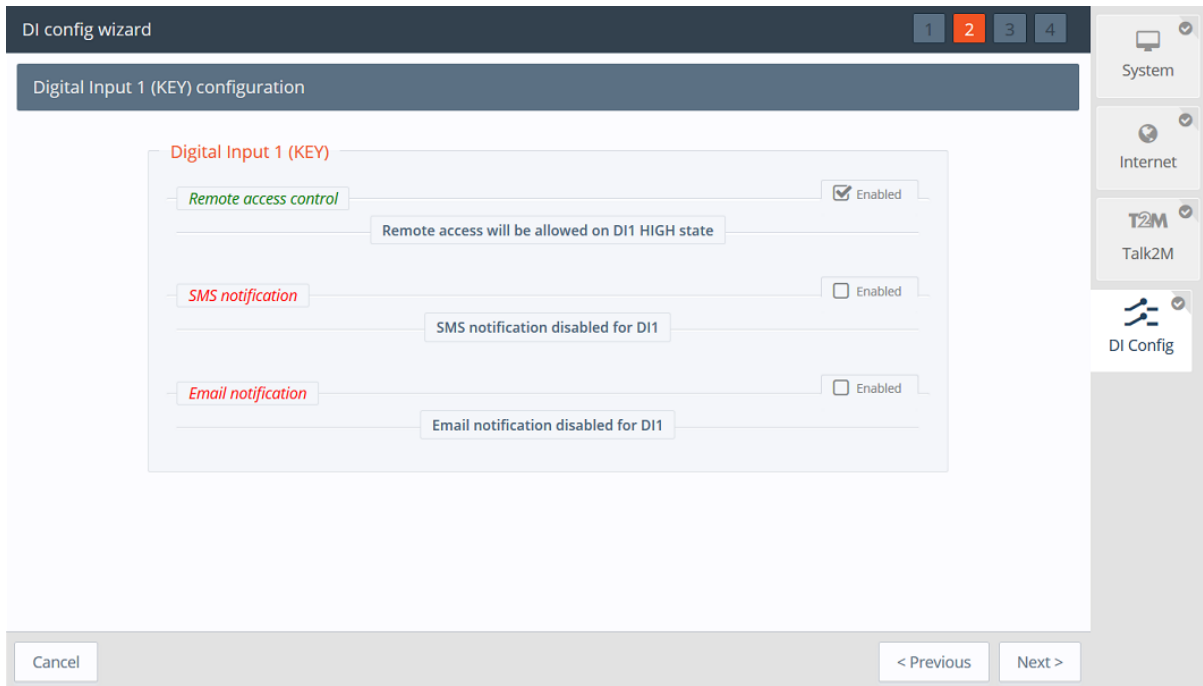 DI config wizard
1 2 3 4
Digital Input 1 (KEY) configuration
Digital Input 1 (KEY)
Remote access control
Enabled
Remote access will be allowed on DI1 HIGH state
SMS notification
Enabled
SMS notification disabled for DI1
Email notification
Enabled
Email notification disabled for DI1
Cancel
< Previous
Next >
System
Internet
T2M
Talk2M
DI Config